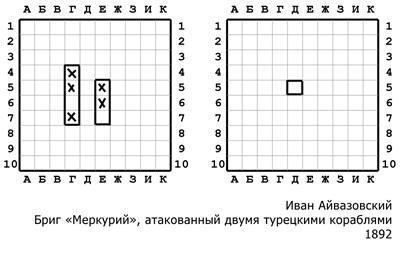 А Б В Г Д Е Ж З И К А Б В Г Д Е Ж З И К
1 1 1 1
2 2 2 2
3 3 3 3
4 4 4 4
5 5 5 5
6 6 6 6
7 7 7 7
8 8 8 8
9 9 9 9
10 10 10 10
А Б В Г Д Е Ж З И К А Б В Г Д Е Ж З И К
Иван Айвазовский
Бриг «Меркурий», атакованный двумя турецкими кораблями
1892